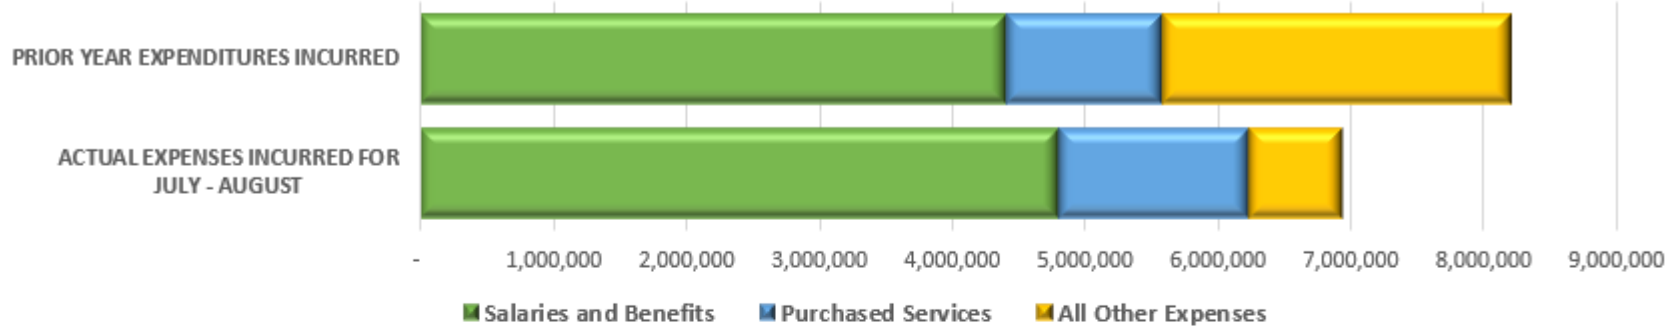 PRIOR YEAR EXPENDITURES INCURRED
ACTUAL EXPENSES INCURRED FOR
JULY - AUGUST
- 1,000,000 2,000,000 3,000,000 4,000,000 5,000,000 6,000,000 7,000,000 8,000,000 9,000,000
Salaries and Benefits Purchased Services All Other Expenses